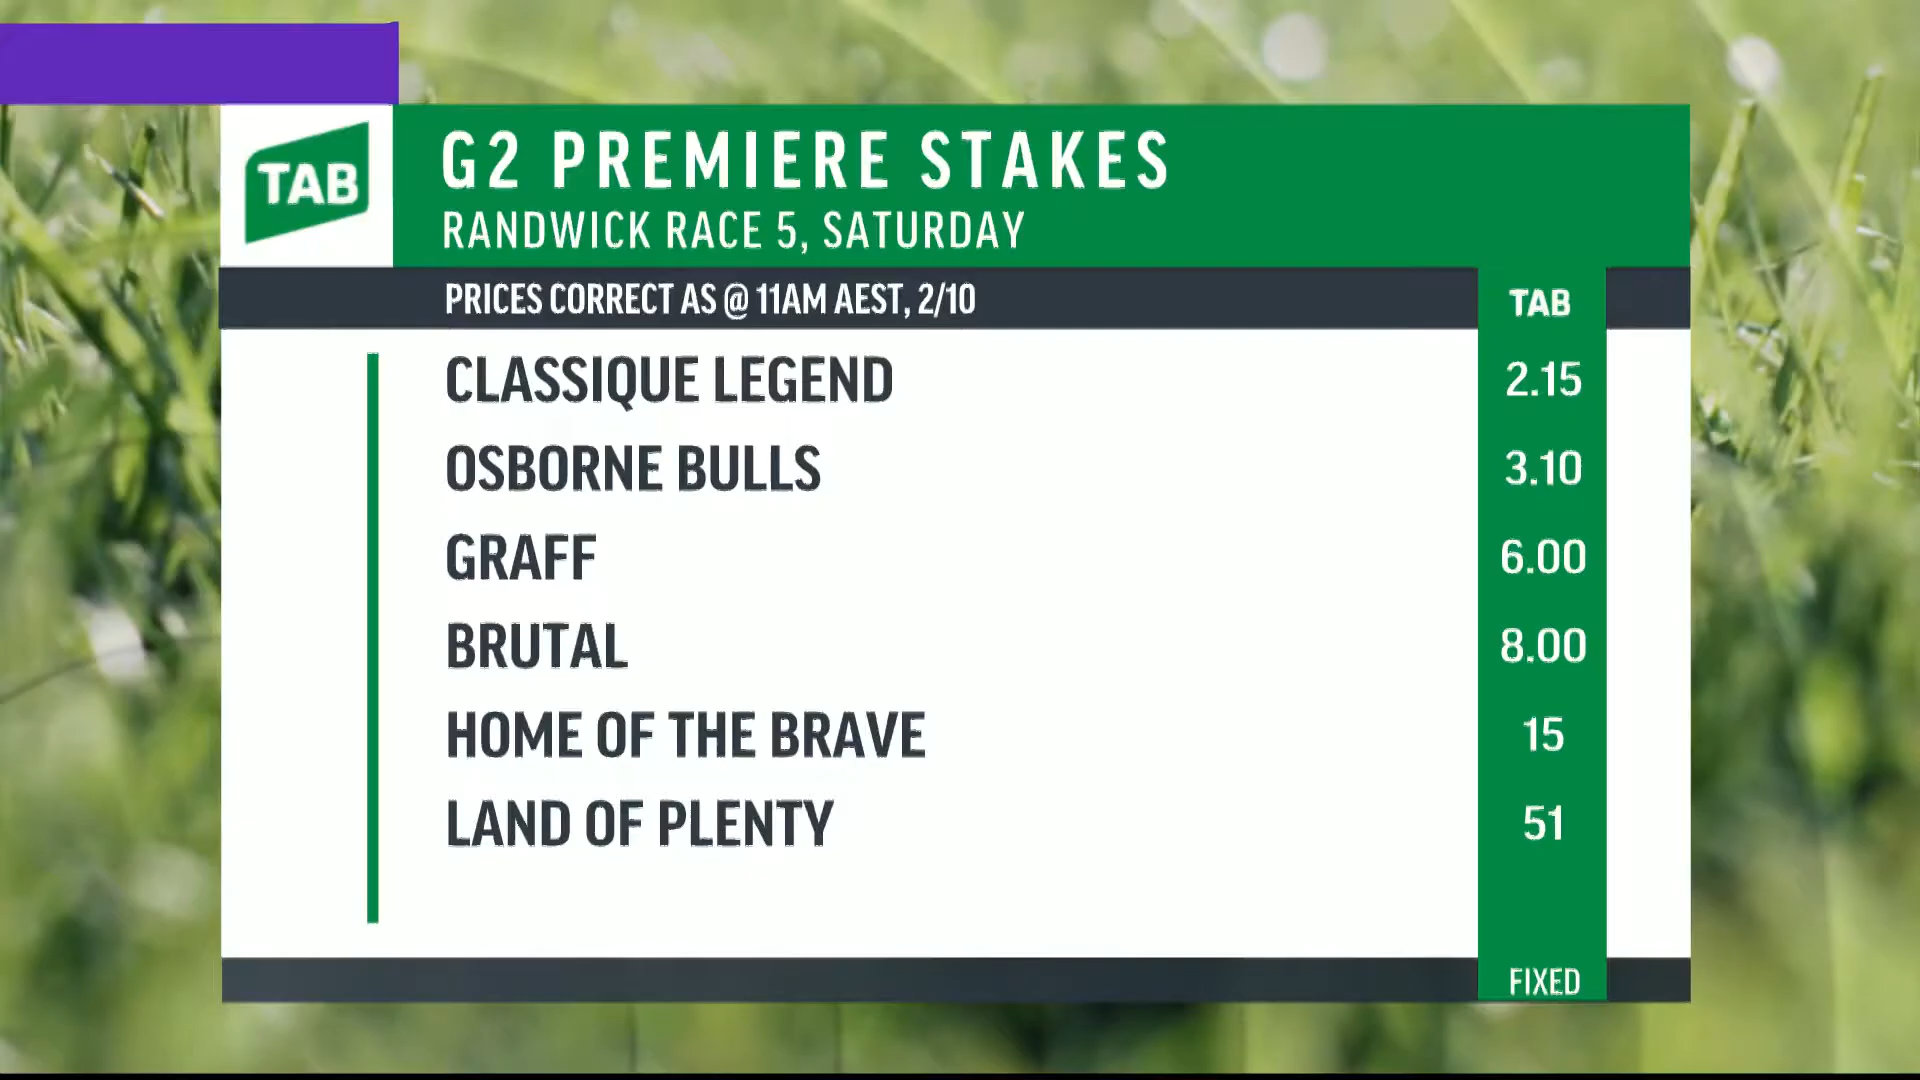 TAB
G2 PREMIERE STAKES
RANDWICK RACE 5, SATURDAY
PRICES CORRECT AS @ 11AM AEST, 2/10
TAB
CLASSIQUE LEGEND 2.15
OSBORNE BULLS 3.10
GRAFF 6.00
BRUTAL 8.00
HOME OF THE BRAVE 15
LAND OF PLENTY 51
FIXED